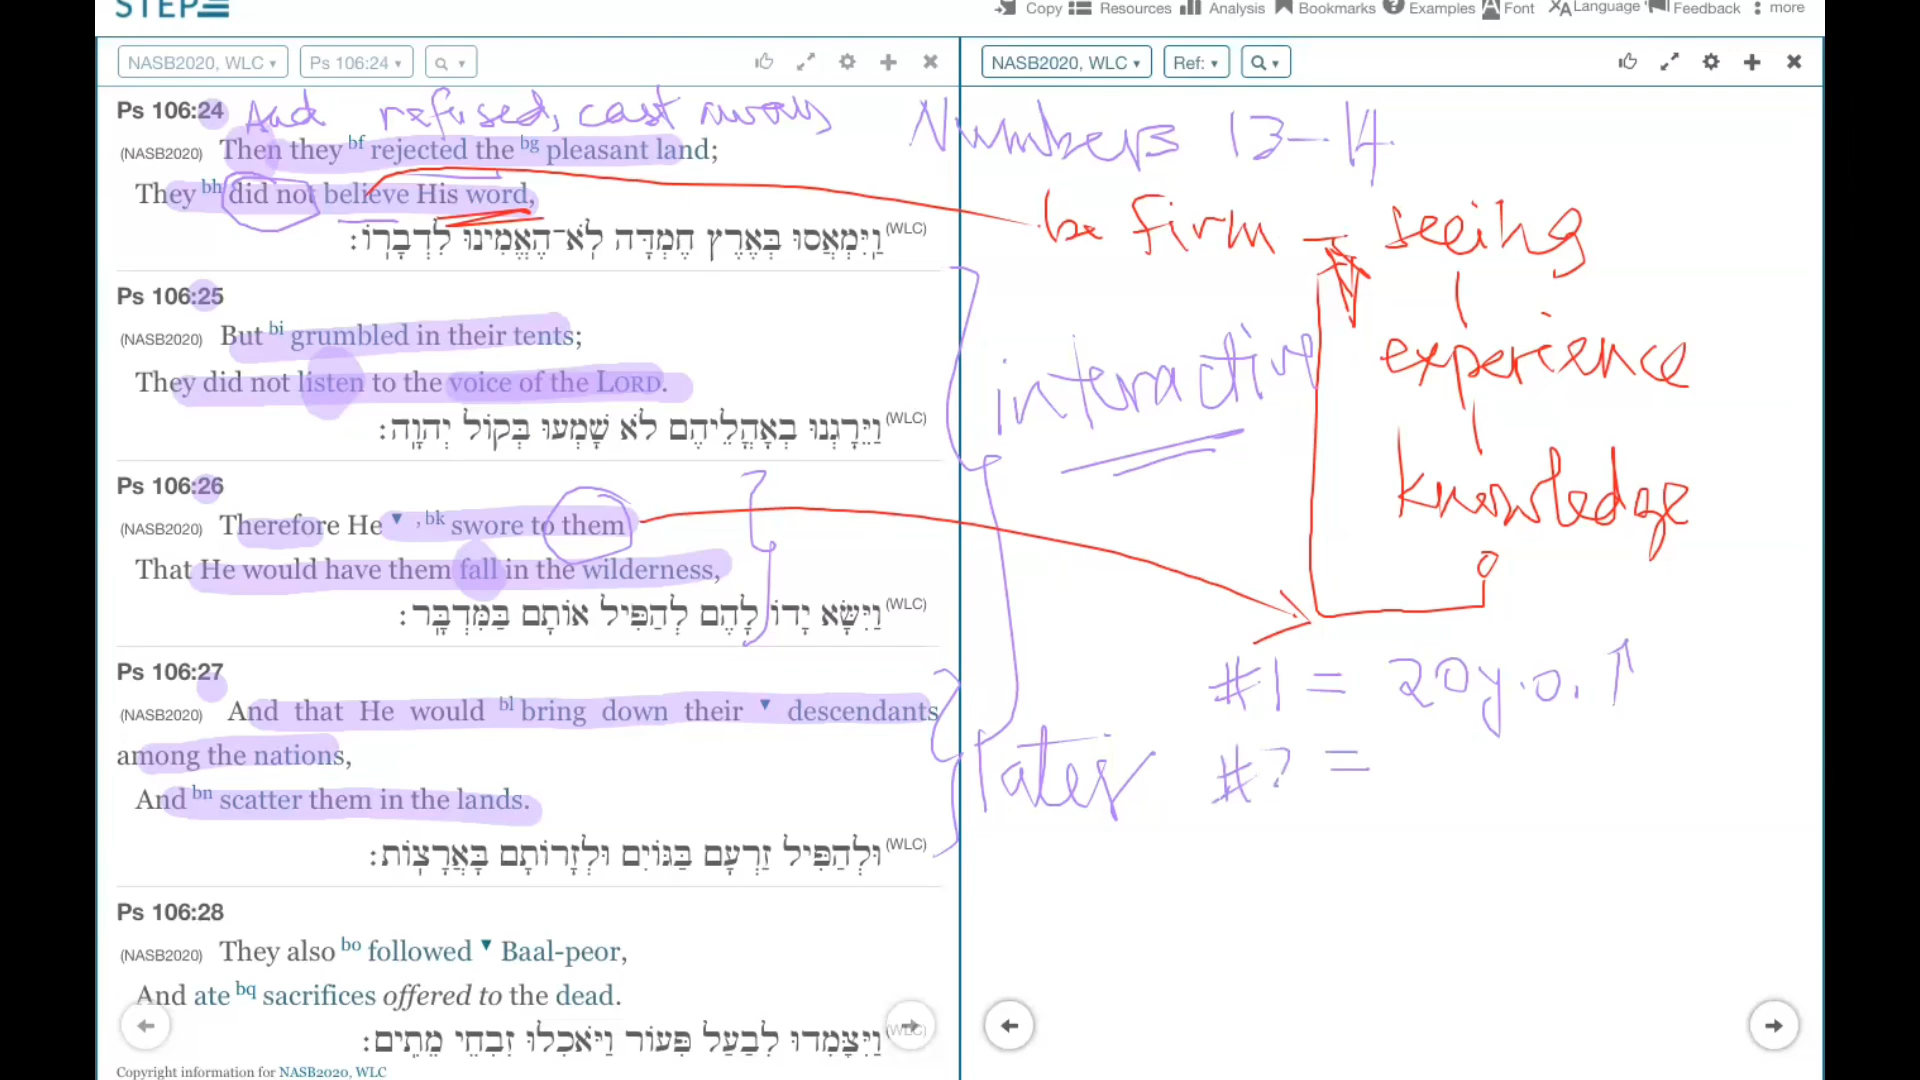 STEP
Copy Resources Analysis Bookmarks Examples Font Language Feedback more
NASB2020, WLC Ps 106:24
Ps 106:24 And refused, cast away
(NASB2020) Then they bf rejected the bg pleasant land;
They bh did not believe His word,
וַֽיִּמְאֲסוּ בְּאֶרֶץ חֶמְדָּה לֹֽא־הֶאֱמִינוּ לִדְבָרֽוֹ׃ (WLC)
Ps 106:25
(NASB2020) But bi grumbled in their tents;
They did not listen to the voice of the LORD.
וַיֵּרָגְנוּ בְאָהֳלֵיהֶם לֹא שָׁמְעוּ בְּקוֹל יְהוָֽה׃ (WLC)
Ps 106:26
(NASB2020) Therefore He ▼ , bk swore to them
That He would have them fall in the wilderness,
וַיִּשָּׂא יָדוֹ לָהֶם לְהַפִּיל אוֹתָם בַּמִּדְבָּֽר׃ (WLC)
Ps 106:27
(NASB2020) And that He would bl bring down their ▼ descendants
among the nations,
And bn scatter them in the lands.
וּלְהַפִּיל זַרְעָם בַּגּוֹיִם וּלְזָרוֹתָם בָּאֲרָצֽוֹת׃ (WLC)
Ps 106:28
(NASB2020) They also bo followed ▼ Baal-peor,
And ate bq sacrifices offered to the dead.
וַיִּצָּמְדוּ לְבַעַל פְּעוֹר וַיֹּאכְלוּ זִבְחֵי מֵתִֽים׃ (WLC)
Copyright information for NASB2020, WLC
NASB2020, WLC Ref:
Numbers 13-14
be firm → seeing
interactive
experience
knowledge
#1 = 20y.o. ↑
later #2 =